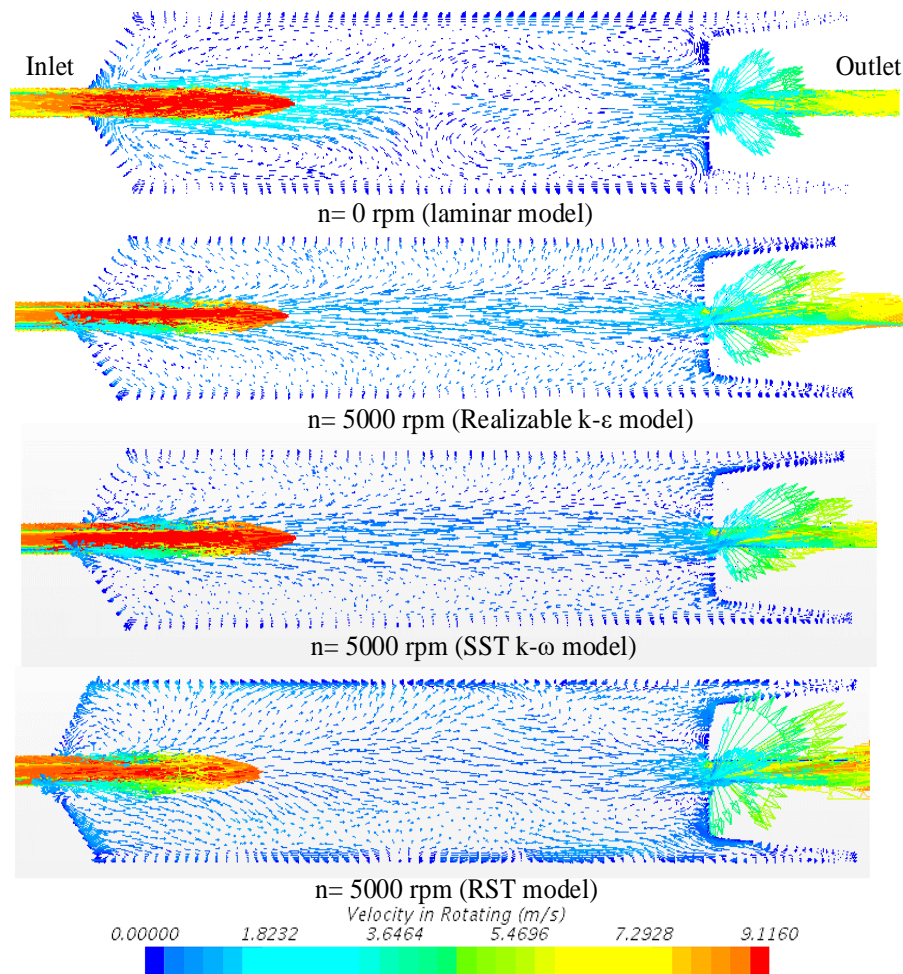 Inlet
Outlet
n= 0 rpm (laminar model)
n= 5000 rpm (Realizable k-ε model)
n= 5000 rpm (SST k-ω model)
n= 5000 rpm (RST model)
Velocity in Rotating (m/s)
0.00000 1.8232 3.6464 5.4696 7.2928 9.1160